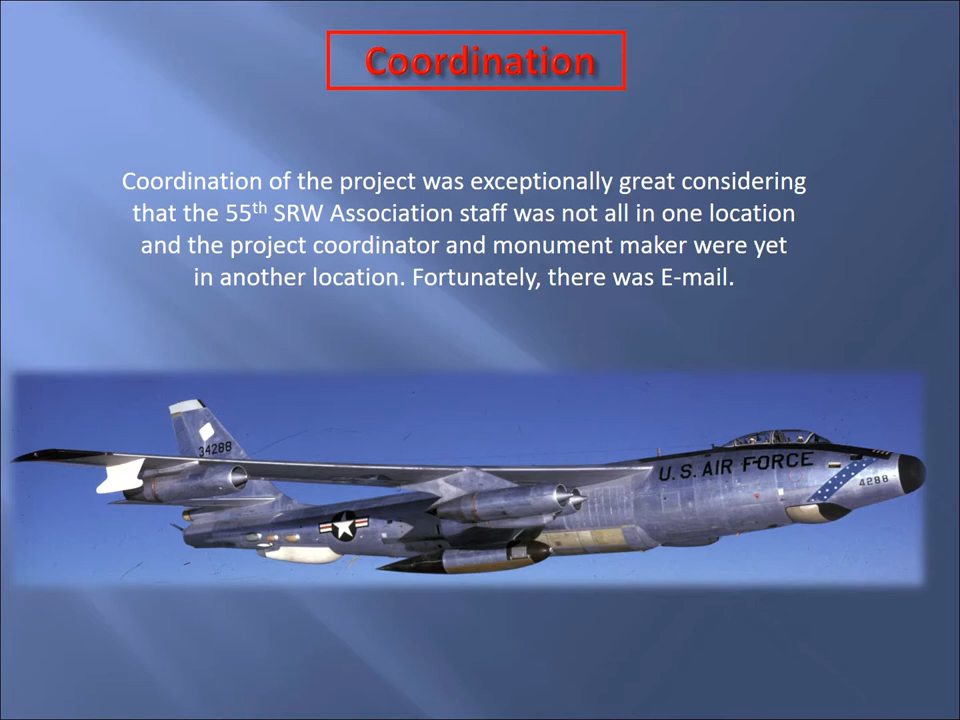 Coordination
Coordination of the project was exceptionally great considering
that the 55th SRW Association staff was not all in one location
and the project coordinator and monument maker were yet
in another location. Fortunately, there was E-mail.
34288
U.S. AIR FORCE
4288